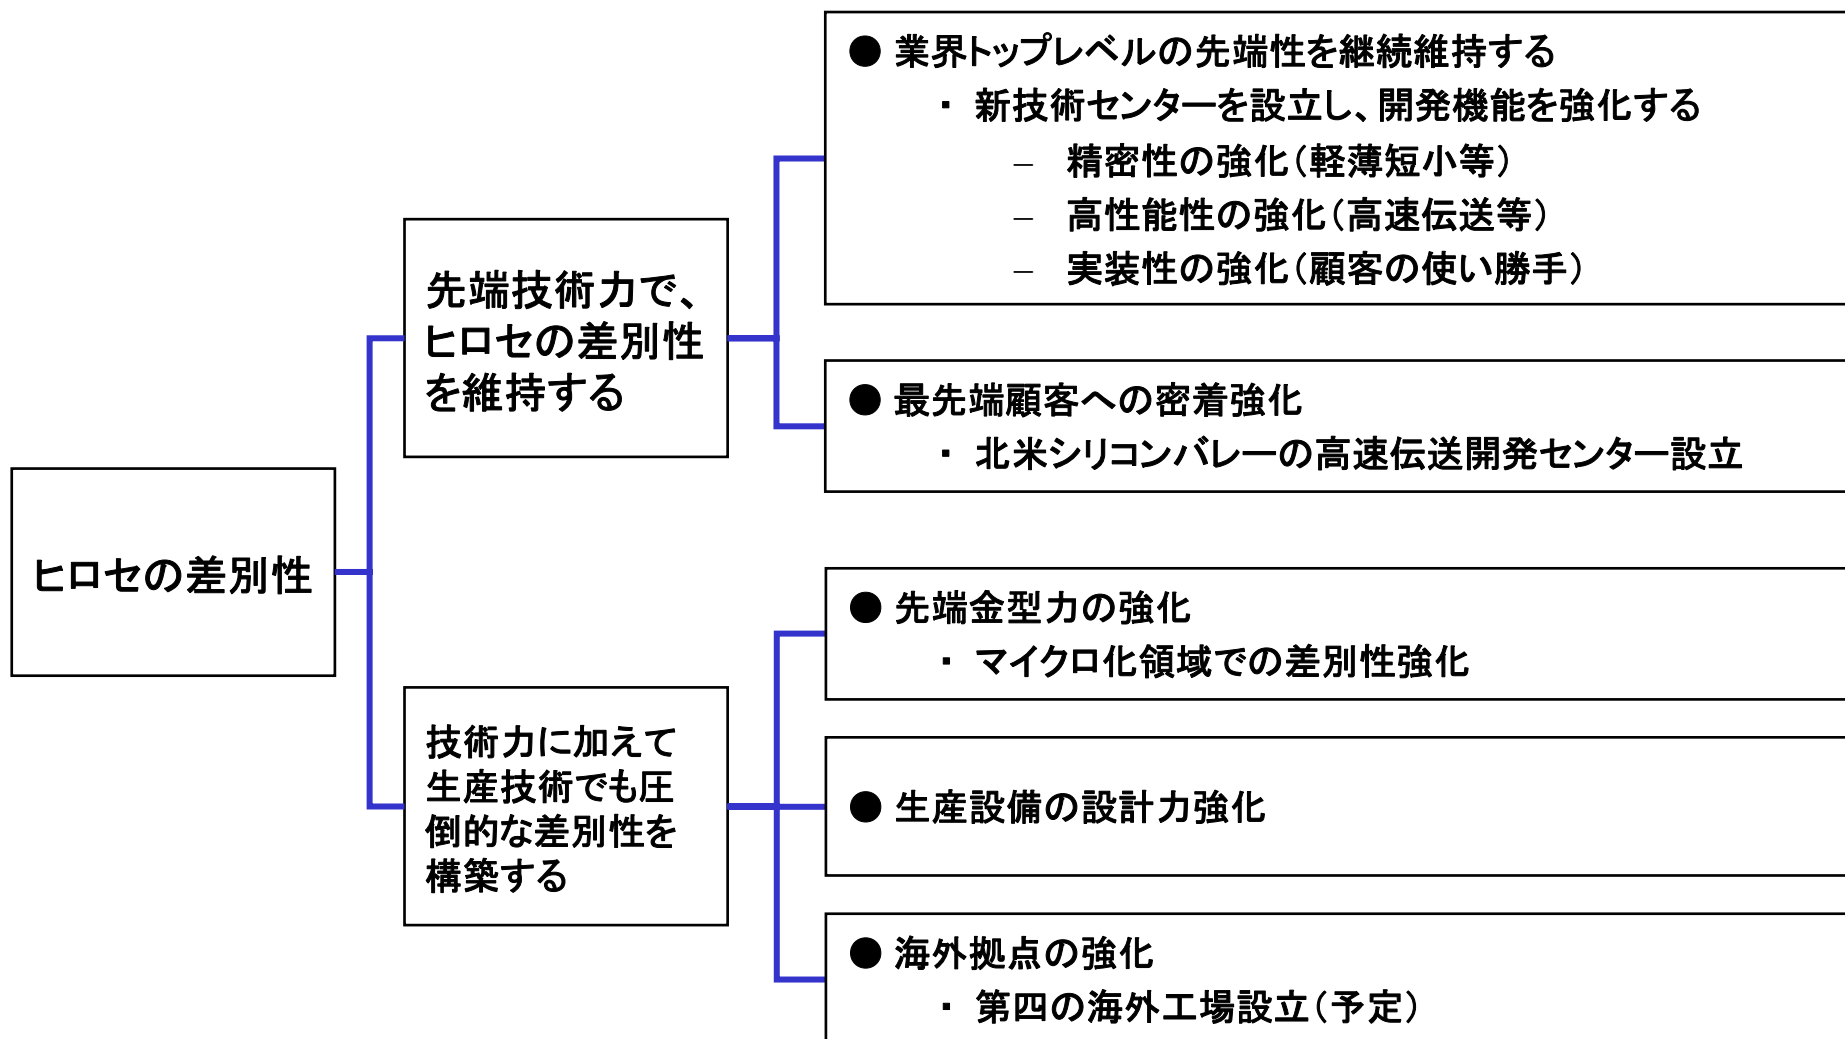 ヒロセの差別性
先端技術力で、
ヒロセの差別性
を維持する
● 業界トップレベルの先端性を継続維持する
・ 新技術センターを設立し、開発機能を強化する
－ 精密性の強化（軽薄短小等）
－ 高性能性の強化（高速伝送等）
－ 実装性の強化（顧客の使い勝手）
● 最先端顧客への密着強化
・ 北米シリコンバレーの高速伝送開発センター設立
技術力に加えて
生産技術でも圧
倒的な差別性を
構築する
● 先端金型力の強化
・ マイクロ化領域での差別性強化
● 生産設備の設計力強化
● 海外拠点の強化
・ 第四の海外工場設立（予定）